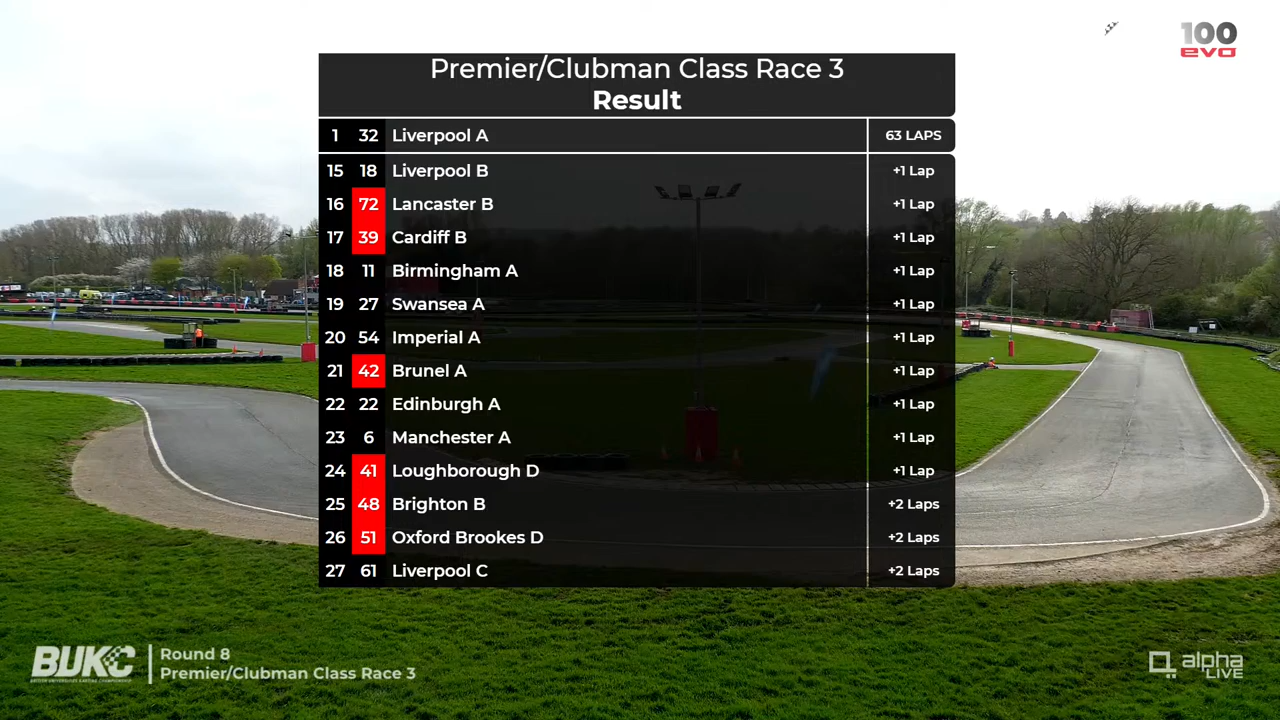 100
evo
Premier/Clubman Class Race 3
Result
1 32 Liverpool A 63 LAPS
15 18 Liverpool B +1 Lap
16 72 Lancaster B +1 Lap
17 39 Cardiff B +1 Lap
18 11 Birmingham A +1 Lap
19 27 Swansea A +1 Lap
20 54 Imperial A +1 Lap
21 42 Brunel A +1 Lap
22 22 Edinburgh A +1 Lap
23 6 Manchester A +1 Lap
24 41 Loughborough D +1 Lap
25 48 Brighton B +2 Laps
26 51 Oxford Brookes D +2 Laps
27 61 Liverpool C +2 Laps
BUKC
BRITISH UNIVERSITIES KARTING CHAMPIONSHIP
Round 8
Premier/Clubman Class Race 3
alpha
LIVE